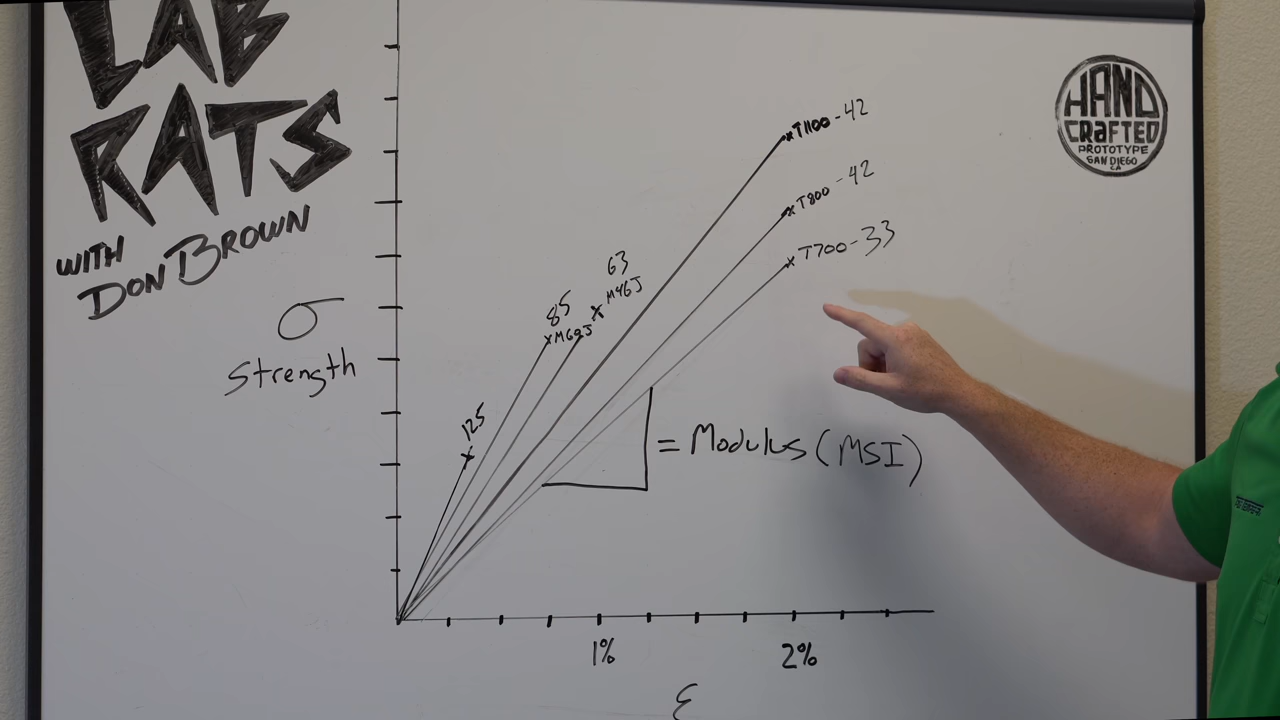 LAB
RATS
WITH
DON BROWN
HAND
CRAFTED
PROTOTYPE
SAN DIEGO
CA
T1100-42
T800-42
T700-33
63
M46J
85
M60J
125
σ
Strength
= Modulus (MSI)
1%
2%
ε